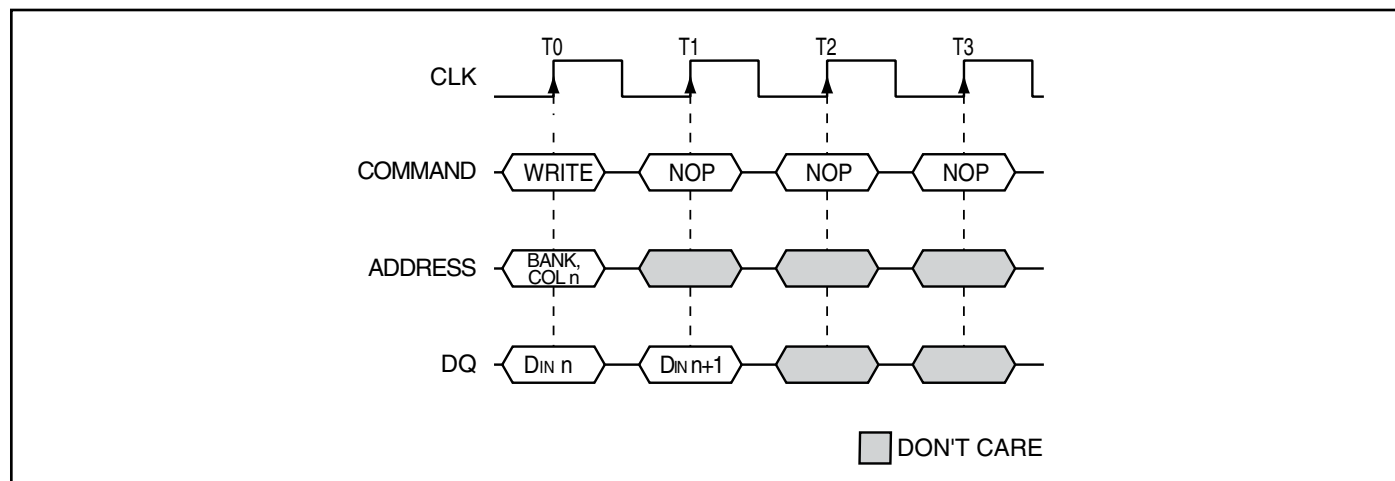 T0 T1 T2 T3
CLK
COMMAND WRITE NOP NOP NOP
ADDRESS BANK,
COL n
DQ DIN n DIN n+1
DON'T CARE